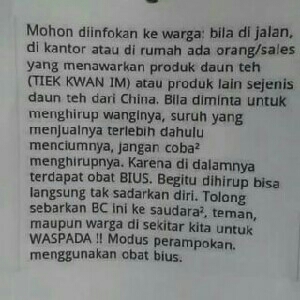 Mohon diinfokan ke warga: bila di jalan,
di kantor atau di rumah ada orang/sales
yang menawarkan produk daun teh
(TIEK KWAN IM) atau produk lain sejenis
daun teh dari China. Bila diminta untuk
menghirup wanginya, suruh yang
menjualnya terlebih dahulu
menciumnya, jangan coba²
menghirupnya. Karena di dalamnya
terdapat obat BIUS. Begitu dihirup bisa
langsung tak sadarkan diri. Tolong
sebarkan BC ini ke saudara², teman,
maupun warga di sekitar kita untuk
WASPADA !! Modus perampokan.
menggunakan obat bius.